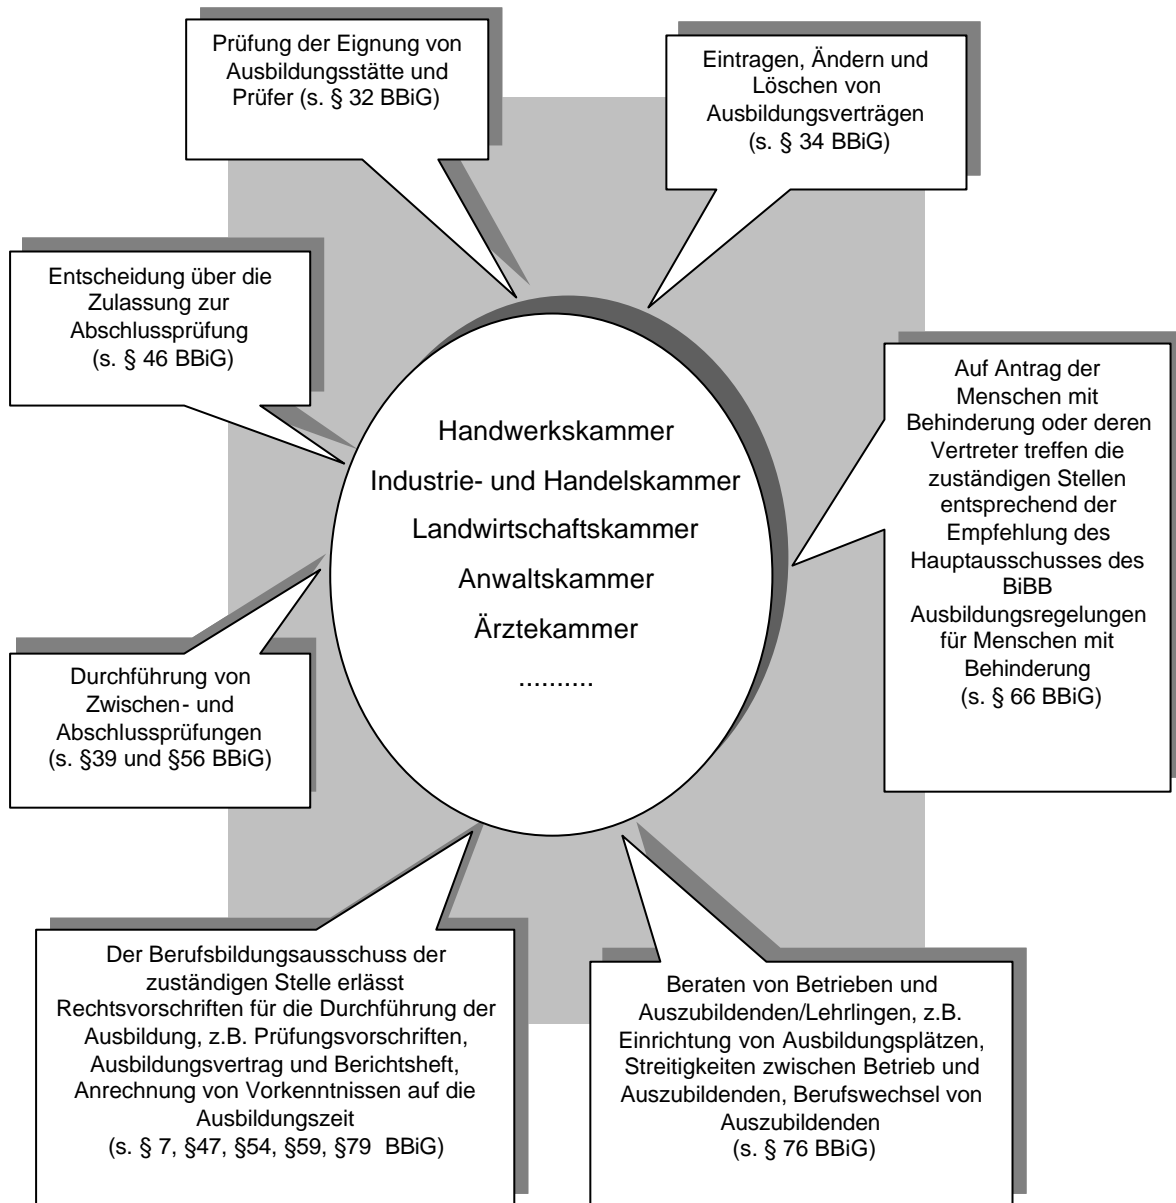 Prüfung der Eignung von
Ausbildungsstätte und
Prüfer (s. § 32 BBiG)
Eintragen, Ändern und
Löschen von
Ausbildungsverträgen
(s. § 34 BBiG)
Entscheidung über die
Zulassung zur
Abschlussprüfung
(s. § 46 BBiG)
Handwerkskammer
Industrie- und Handelskammer
Landwirtschaftskammer
Anwaltskammer
Ärztekammer
..........
Auf Antrag der
Menschen mit
Behinderung oder deren
Vertreter treffen die
zuständigen Stellen
entsprechend der
Empfehlung des
Hauptausschusses des
BiBB
Ausbildungsregelungen
für Menschen mit
Behinderung
(s. § 66 BBiG)
Durchführung von
Zwischen- und
Abschlussprüfungen
(s. §39 und §56 BBiG)
Der Berufsbildungsausschuss der
zuständigen Stelle erlässt
Rechtsvorschriften für die Durchführung der
Ausbildung, z.B. Prüfungsvorschriften,
Ausbildungsvertrag und Berichtsheft,
Anrechnung von Vorkenntnissen auf die
Ausbildungszeit
(s. § 7, §47, §54, §59, §79 BBiG)
Beraten von Betrieben und
Auszubildenden/Lehrlingen, z.B.
Einrichtung von Ausbildungsplätzen,
Streitigkeiten zwischen Betrieb und
Auszubildenden, Berufswechsel von
Auszubildenden
(s. § 76 BBiG)